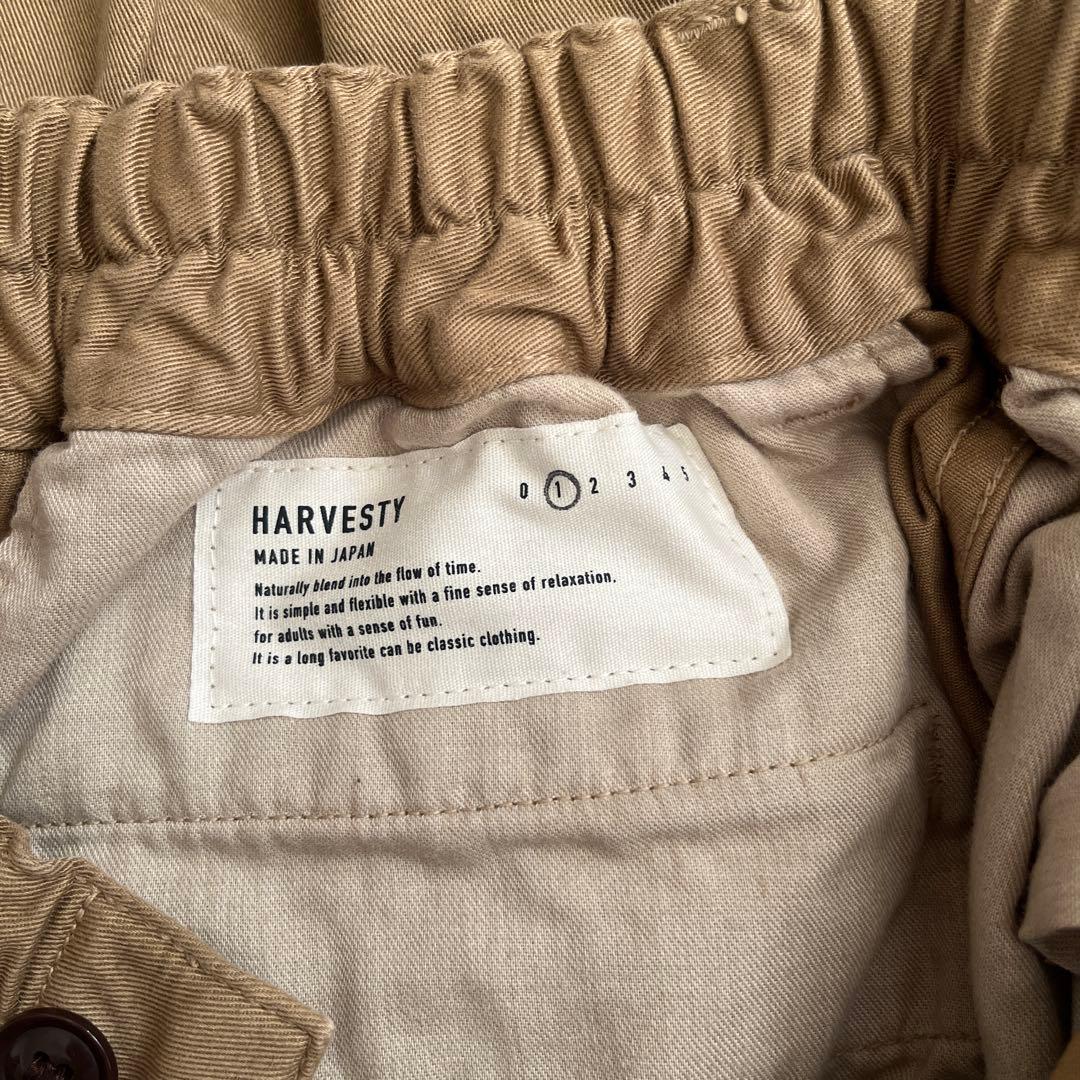 HARVESTY
0 1 2 3 4 5
MADE IN JAPAN
Naturally blend into the flow of time.
It is simple and flexible with a fine sense of relaxation,
for adults with a sense of fun.
It is a long favorite can be classic clothing.